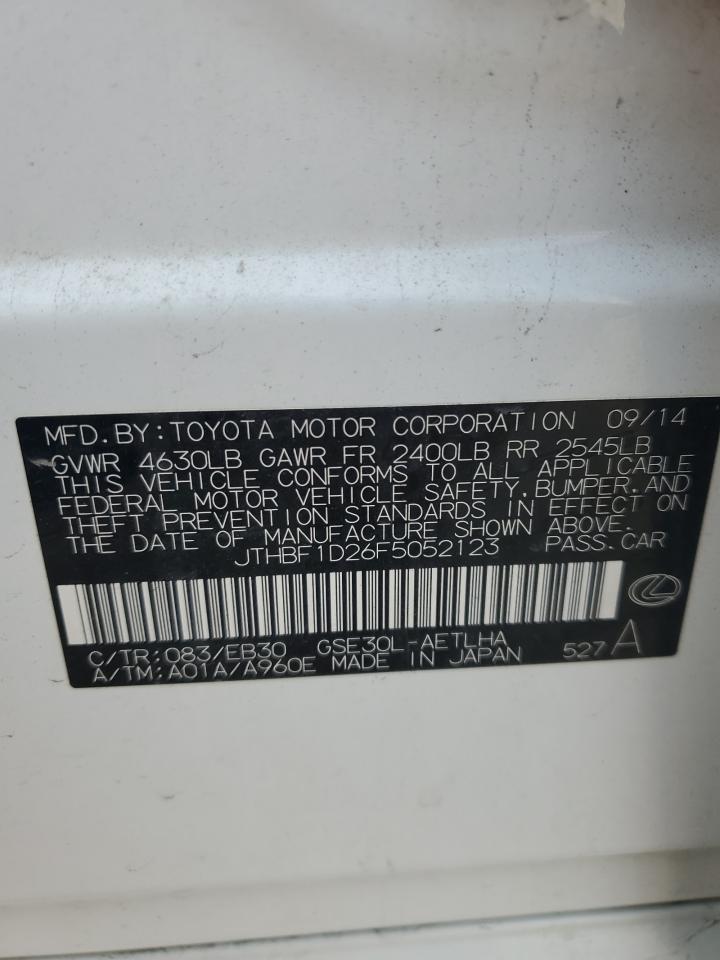 MFD.BY:TOYOTA MOTOR CORPORATION 09/14
GVWR 4630LB GAWR FR 2400LB RR 2545LB
THIS VEHICLE CONFORMS TO ALL APPLICABLE
FEDERAL MOTOR VEHICLE SAFETY,BUMPER,AND
THEFT PREVENTION STANDARDS IN EFFECT ON
THE DATE OF MANUFACTURE SHOWN ABOVE.
JTHBF1D26F5052123 PASS.CAR
C/TR:083/EB30 GSE30L-AETLHA
A/TM:A01A/A960E MADE IN JAPAN 527A